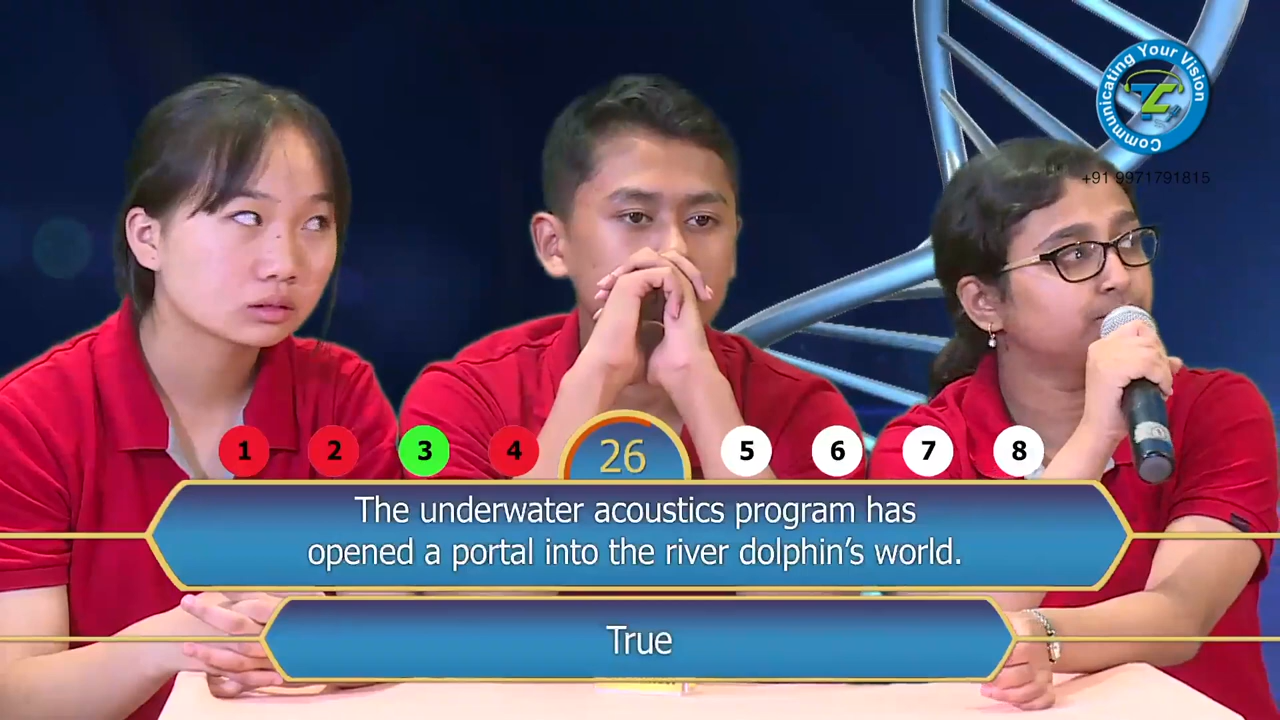 Communicating Your Vision
7C
+91 9971791815
1 2 3 4 26 5 6 7 8
The underwater acoustics program has
opened a portal into the river dolphin's world.
True